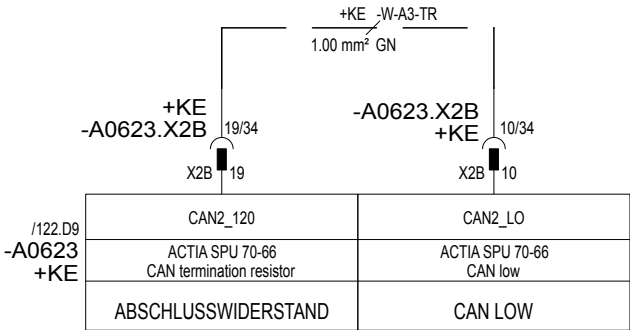 +KE -W-A3-TR
1.00 mm² GN
+KE
-A0623.X2B 19/34
-A0623.X2B
+KE 10/34
X2B 19
X2B 10
/122.D9
-A0623
+KE
CAN2_120
CAN2_LO
ACTIA SPU 70-66
CAN termination resistor
ACTIA SPU 70-66
CAN low
ABSCHLUSSWIDERSTAND
CAN LOW